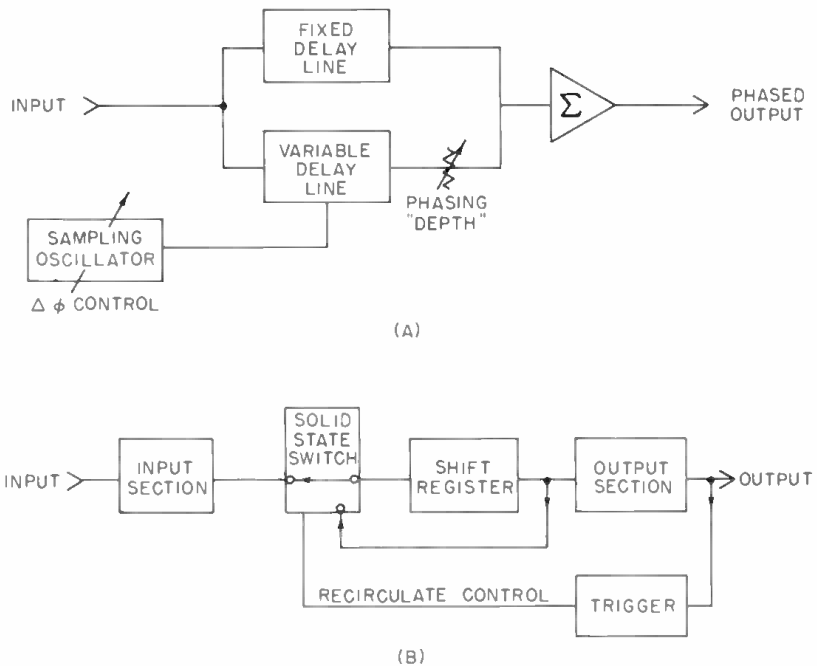 FIXED
DELAY
LINE
INPUT
Σ
PHASED
OUTPUT
VARIABLE
DELAY
LINE
PHASING
"DEPTH"
SAMPLING
OSCILLATOR
Δ ϕ CONTROL
(A)
SOLID
STATE
SWITCH
INPUT
INPUT
SECTION
SHIFT
REGISTER
OUTPUT
SECTION
OUTPUT
RECIRCULATE CONTROL
TRIGGER
(B)